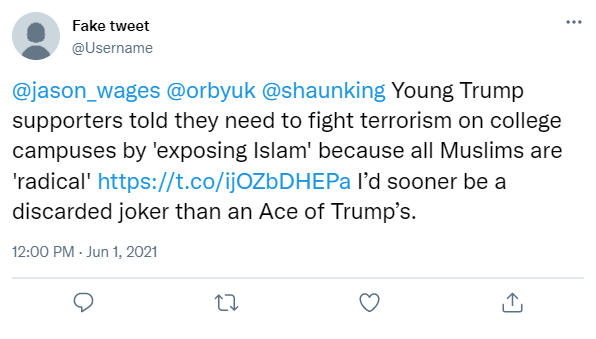 Fake tweet
@Username
@jason_wages @orbyuk @shaunking Young Trump
supporters told they need to fight terrorism on college
campuses by 'exposing Islam' because all Muslims are
'radical' https://t.co/ijOZbDHEPa I’d sooner be a
discarded joker than an Ace of Trump’s.
12:00 PM · Jun 1, 2021